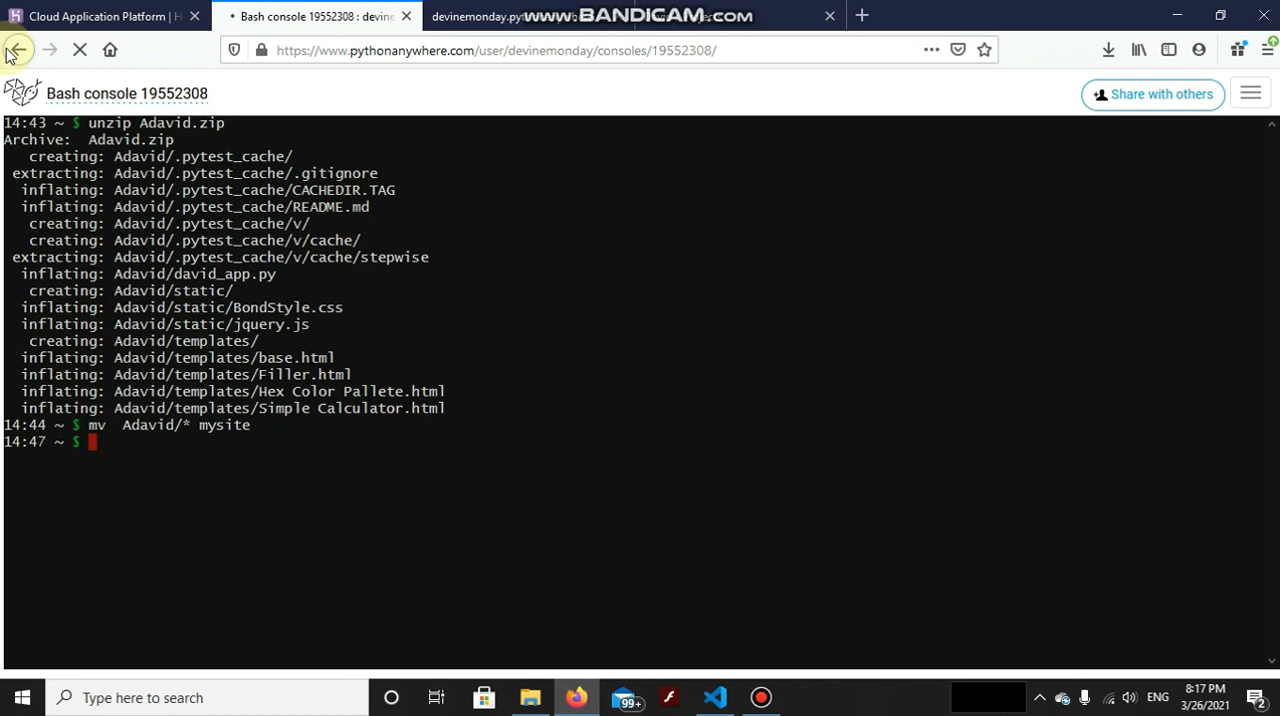 Cloud Application Platform | H
Bash console 19552308 : devine
devinemonday.py
www.BANDICAM.com
https://www.pythonanywhere.com/user/devinemonday/consoles/19552308/
Bash console 19552308
Share with others
14:43 ~ $ unzip Adavid.zip
Archive:  Adavid.zip
creating: Adavid/.pytest_cache/
extracting: Adavid/.pytest_cache/.gitignore
inflating: Adavid/.pytest_cache/CACHEDIR.TAG
inflating: Adavid/.pytest_cache/README.md
creating: Adavid/.pytest_cache/v/
creating: Adavid/.pytest_cache/v/cache/
extracting: Adavid/.pytest_cache/v/cache/stepwise
inflating: Adavid/david_app.py
creating: Adavid/static/
inflating: Adavid/static/BondStyle.css
inflating: Adavid/static/jquery.js
creating: Adavid/templates/
inflating: Adavid/templates/base.html
inflating: Adavid/templates/Filler.html
inflating: Adavid/templates/Hex Color Pallete.html
inflating: Adavid/templates/Simple Calculator.html
14:44 ~ $ mv  Adavid/* mysite
14:47 ~ $
Type here to search
99+
ENG
8:17 PM
3/26/2021
2